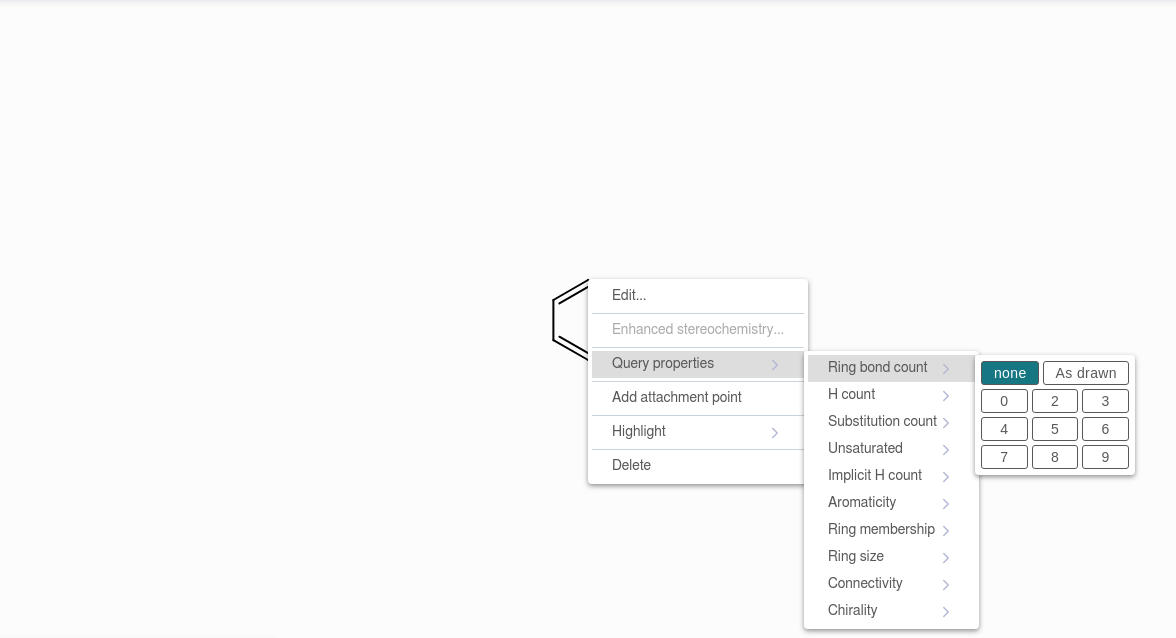 Edit...
Enhanced stereochemistry...
Query properties
Add attachment point
Highlight
Delete
Ring bond count
H count
Substitution count
Unsaturated
Implicit H count
Aromaticity
Ring membership
Ring size
Connectivity
Chirality
none As drawn
0 2 3
4 5 6
7 8 9